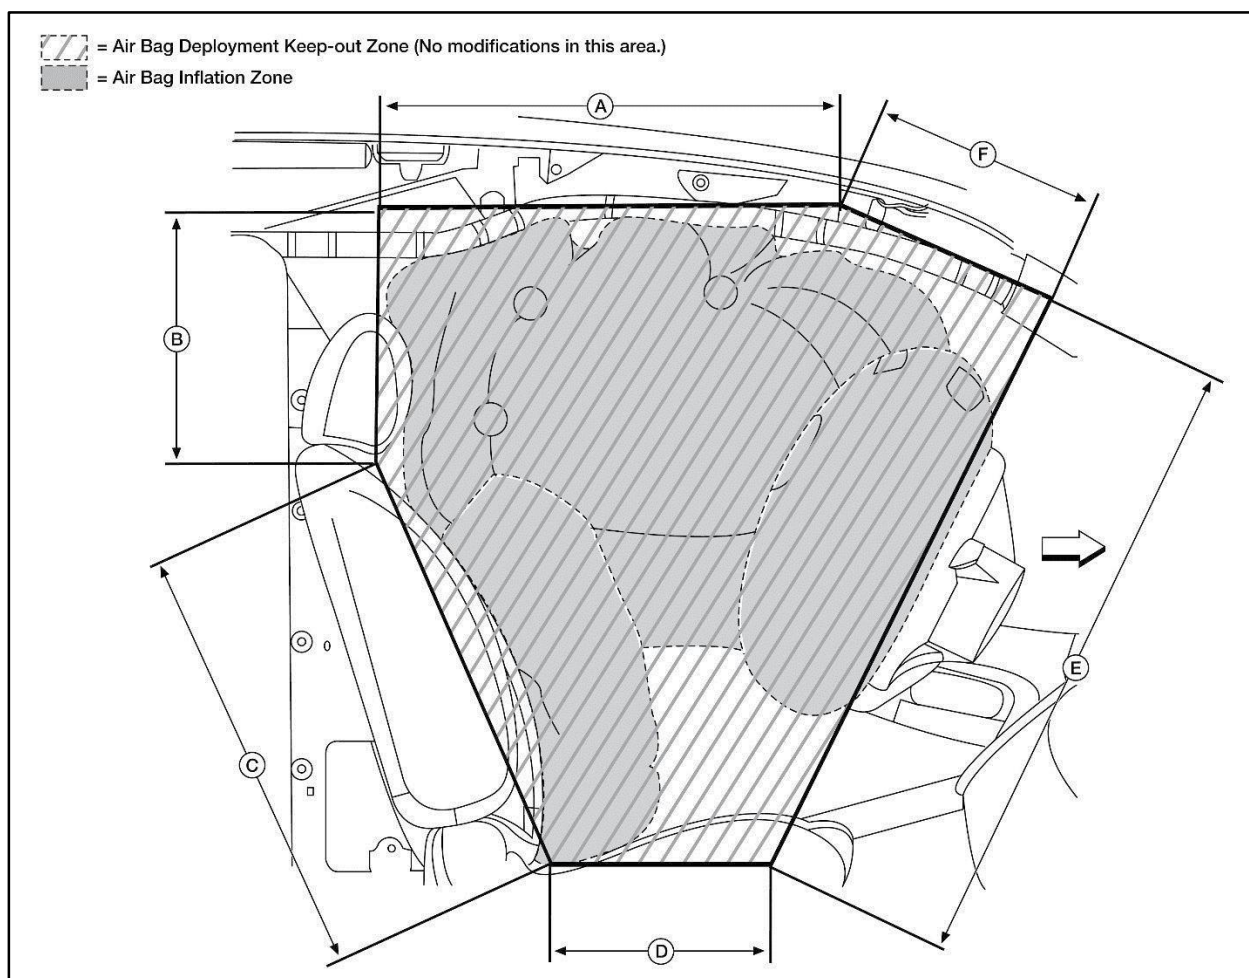 = Air Bag Deployment Keep-out Zone (No modifications in this area.)
= Air Bag Inflation Zone
A
F
B
E
C
D